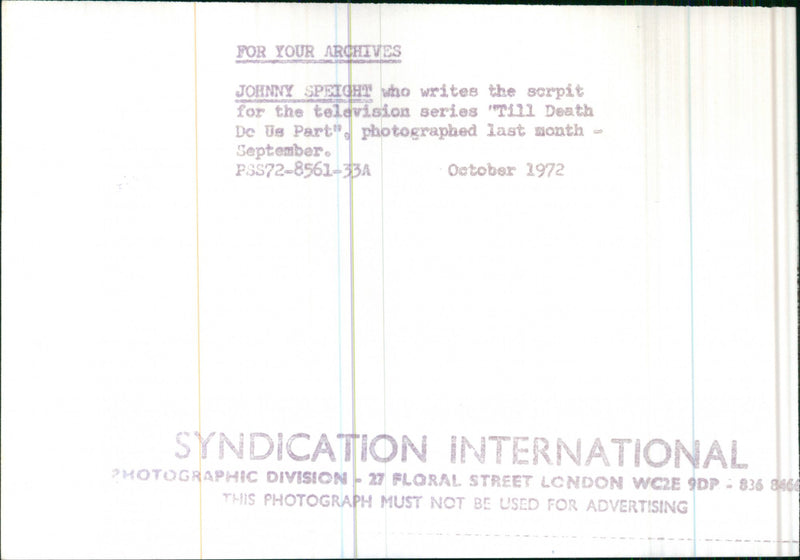 FOR YOUR ARCHIVES
JOHNNY SPEIGHT who writes the scrpit
for the television series "Till Death
Do Us Part", photographed last month -
September.
PSS72-8561-33A October 1972
SYNDICATION INTERNATIONAL
PHOTOGRAPHIC DIVISION - 27 FLORAL STREET LONDON WC2E 9DP - 836 8466
THIS PHOTOGRAPH MUST NOT BE USED FOR ADVERTISING